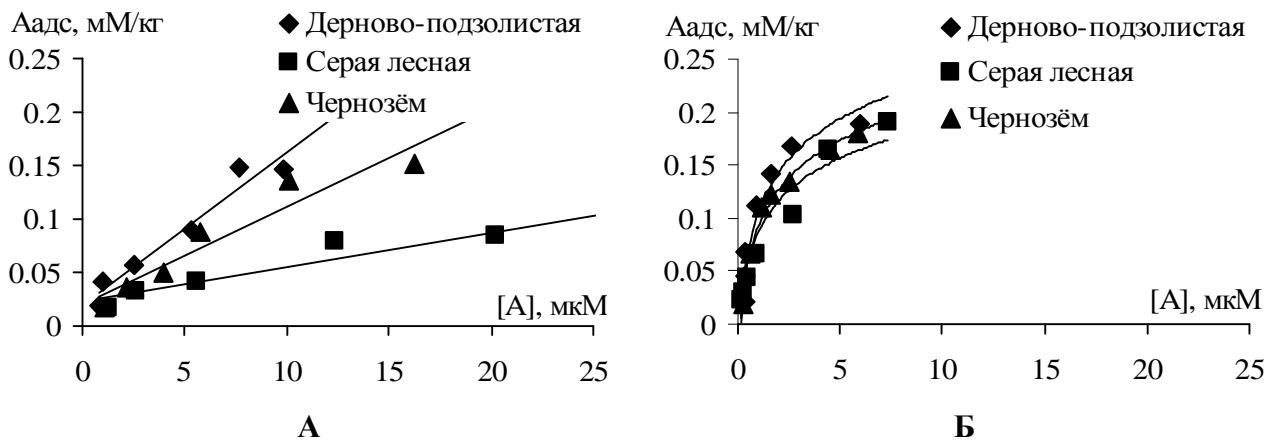 Аадс, мМ/кг
Дерново-подзолистая
Серая лесная
Чернозём
0.25
0.2
0.15
0.1
0.05
0
[А], мкМ
0 5 10 15 20 25
А
Аадс, мМ/кг
Дерново-подзолистая
Серая лесная
Чернозём
0.25
0.2
0.15
0.1
0.05
0
[А], мкМ
0 5 10 15 20 25
Б